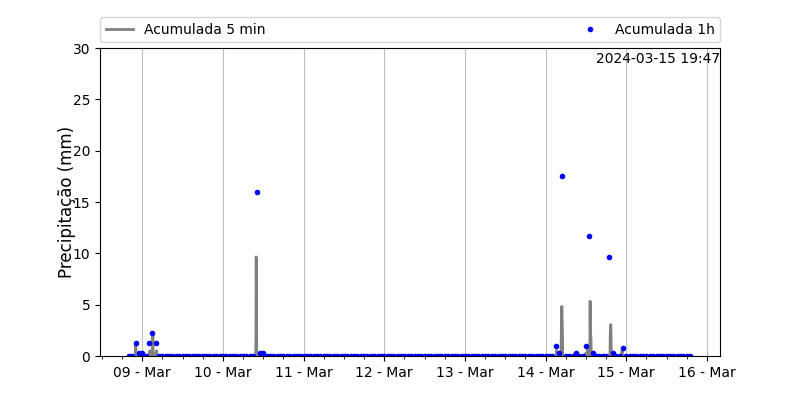 Acumulada 5 min
Acumulada 1h
2024-03-15 19:47
Precipitação (mm)
30
25
20
15
10
5
0
09 - Mar
10 - Mar
11 - Mar
12 - Mar
13 - Mar
14 - Mar
15 - Mar
16 - Mar